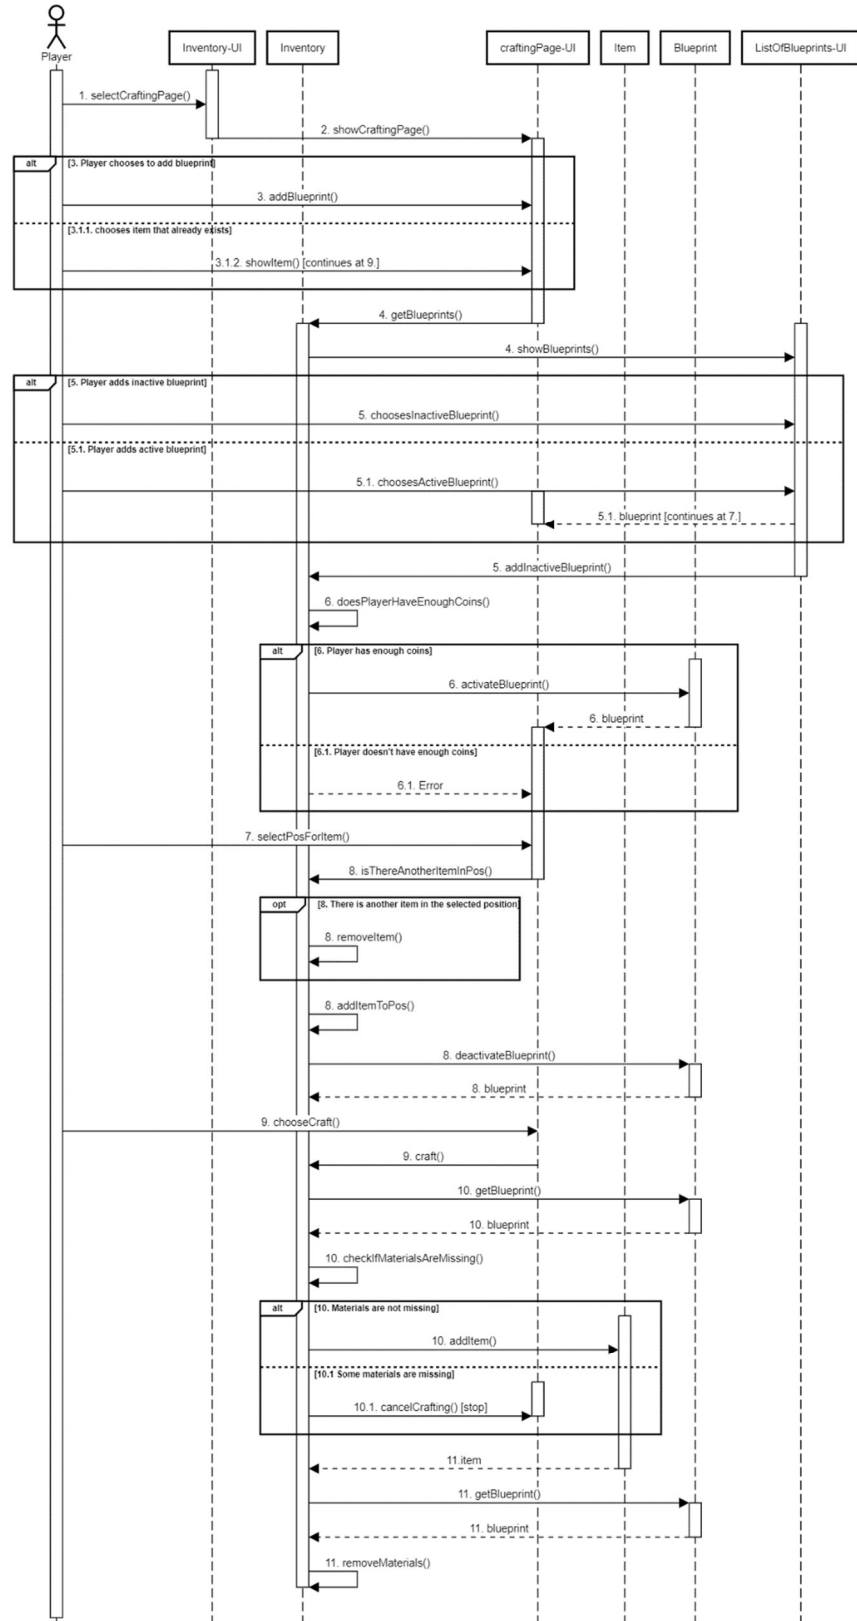 Player
Inventory-UI
Inventory
craftingPage-UI
Item
Blueprint
ListOfBlueprints-UI
1. selectCraftingPage()
2. showCraftingPage()
alt
[3. Player chooses to add blueprint]
3. addBlueprint()
[3.1.1. chooses item that already exists]
3.1.2. showItem() [continues at 9.]
4. getBlueprints()
4. showBlueprints()
alt
[5. Player adds inactive blueprint]
5. choosesInactiveBlueprint()
[5.1. Player adds active blueprint]
5.1. choosesActiveBlueprint()
5.1. blueprint [continues at 7.]
5. addInactiveBlueprint()
6. doesPlayerHaveEnoughCoins()
alt
[6. Player has enough coins]
6. activateBlueprint()
6. blueprint
[6.1. Player doesn't have enough coins]
6.1. Error
7. selectPosForItem()
8. isThereAnotherItemInPos()
opt
[8. There is another item in the selected position]
8. removeItem()
8. addItemToPos()
8. deactivateBlueprint()
8. blueprint
9. chooseCraft()
9. craft()
10. getBlueprint()
10. blueprint
10. checkIfMaterialsAreMissing()
alt
[10. Materials are not missing]
10. addItem()
[10.1 Some materials are missing]
10.1. cancelCrafting() [stop]
11.item
11. getBlueprint()
11. blueprint
11. removeMaterials()